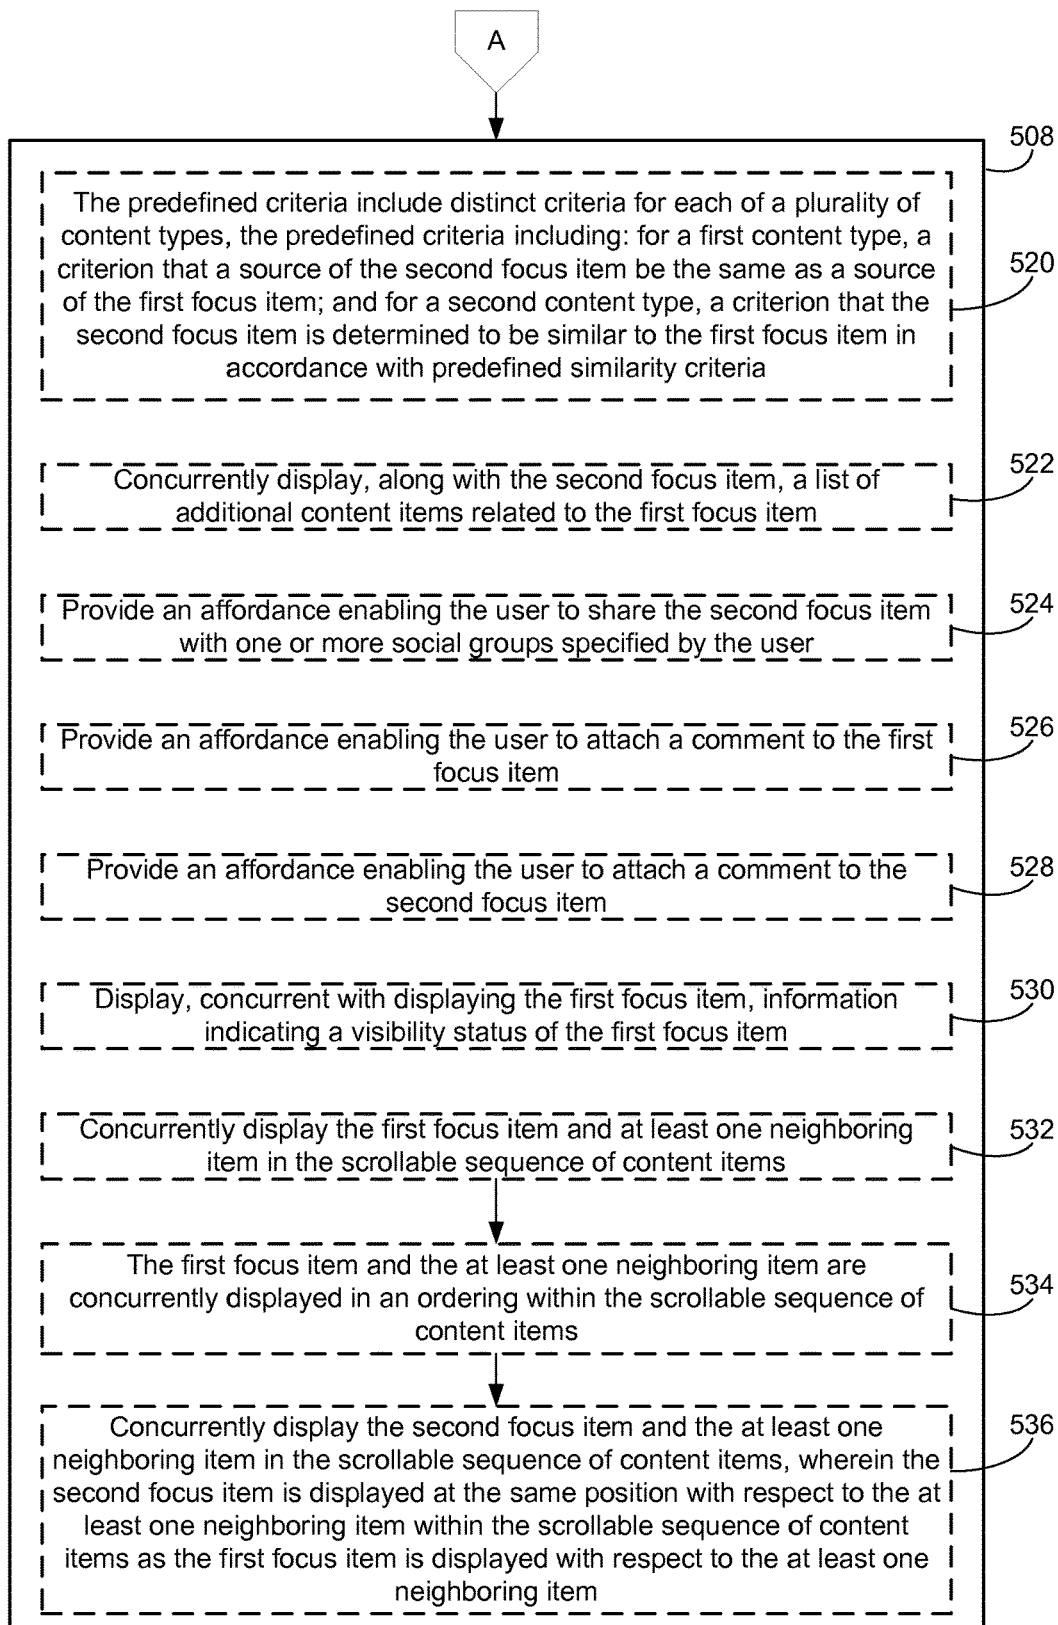 A
508
The predefined criteria include distinct criteria for each of a plurality of
content types, the predefined criteria including: for a first content type, a
criterion that a source of the second focus item be the same as a source
of the first focus item; and for a second content type, a criterion that the
second focus item is determined to be similar to the first focus item in
accordance with predefined similarity criteria
520
Concurrently display, along with the second focus item, a list of
additional content items related to the first focus item
522
Provide an affordance enabling the user to share the second focus item
with one or more social groups specified by the user
524
Provide an affordance enabling the user to attach a comment to the first
focus item
526
Provide an affordance enabling the user to attach a comment to the
second focus item
528
Display, concurrent with displaying the first focus item, information
indicating a visibility status of the first focus item
530
Concurrently display the first focus item and at least one neighboring
item in the scrollable sequence of content items
532
The first focus item and the at least one neighboring item are
concurrently displayed in an ordering within the scrollable sequence of
content items
534
Concurrently display the second focus item and the at least one
neighboring item in the scrollable sequence of content items, wherein the
second focus item is displayed at the same position with respect to the at
least one neighboring item within the scrollable sequence of content
items as the first focus item is displayed with respect to the at least one
neighboring item
536